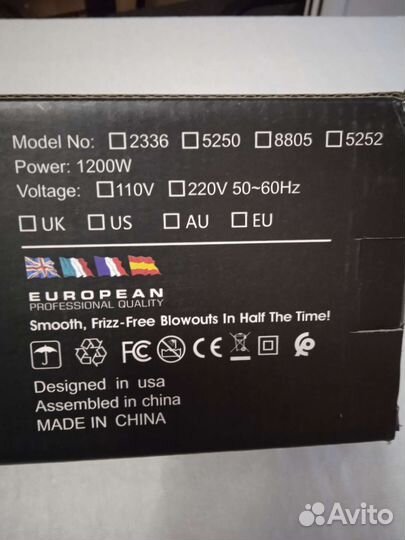 Model No: ☐2336 ☐5250 ☐8805 ☐5252
Power: 1200W
Voltage: ☐110V ☐220V 50~60Hz
☐UK ☐US ☐AU ☐EU
EUROPEAN
PROFESSIONAL QUALITY
Smooth, Frizz-Free Blowouts In Half The Time!
FC CE
Designed in usa
Assembled in china
MADE IN CHINA
Avito